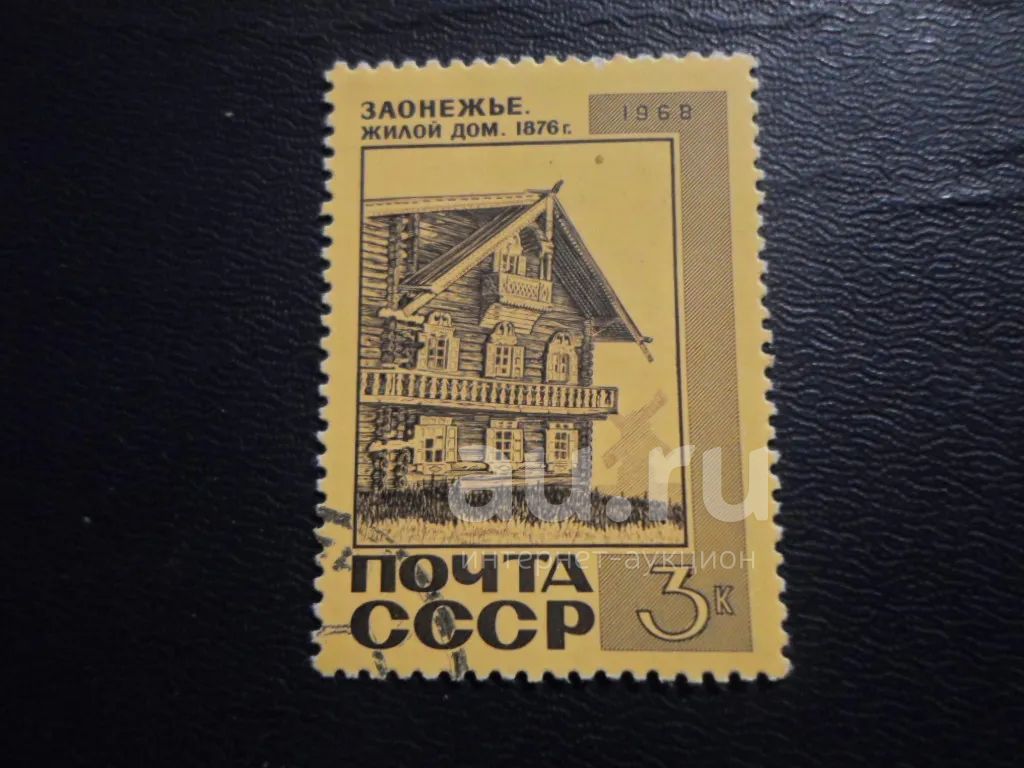 ЗАОНЕЖЬЕ.
ЖИЛОЙ ДОМ. 1876 г.
1968
au.ru
интернет-аукцион
ПОЧТА
СССР
3 к